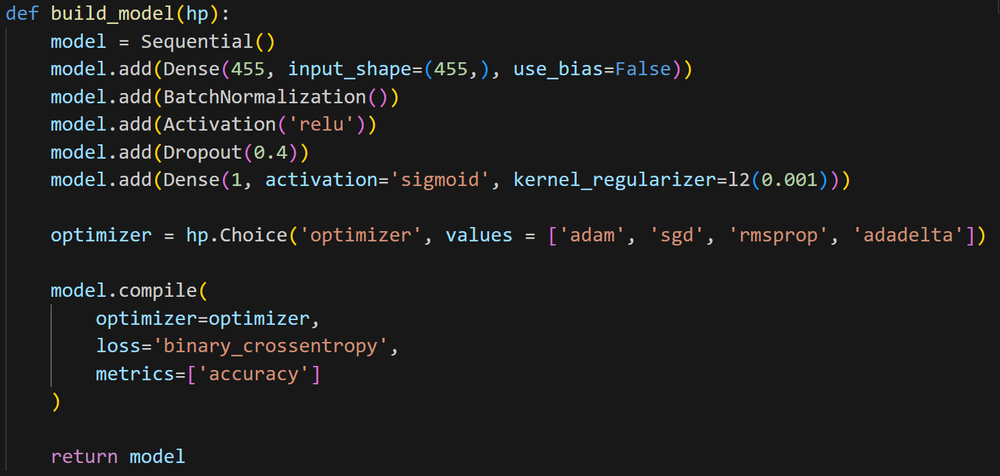 def build_model(hp):
    model = Sequential()
    model.add(Dense(455, input_shape=(455,), use_bias=False))
    model.add(BatchNormalization())
    model.add(Activation('relu'))
    model.add(Dropout(0.4))
    model.add(Dense(1, activation='sigmoid', kernel_regularizer=l2(0.001)))
    optimizer = hp.Choice('optimizer', values = ['adam', 'sgd', 'rmsprop', 'adadelta'])
    model.compile(
        optimizer=optimizer,
        loss='binary_crossentropy',
        metrics=['accuracy']
    )
    return model